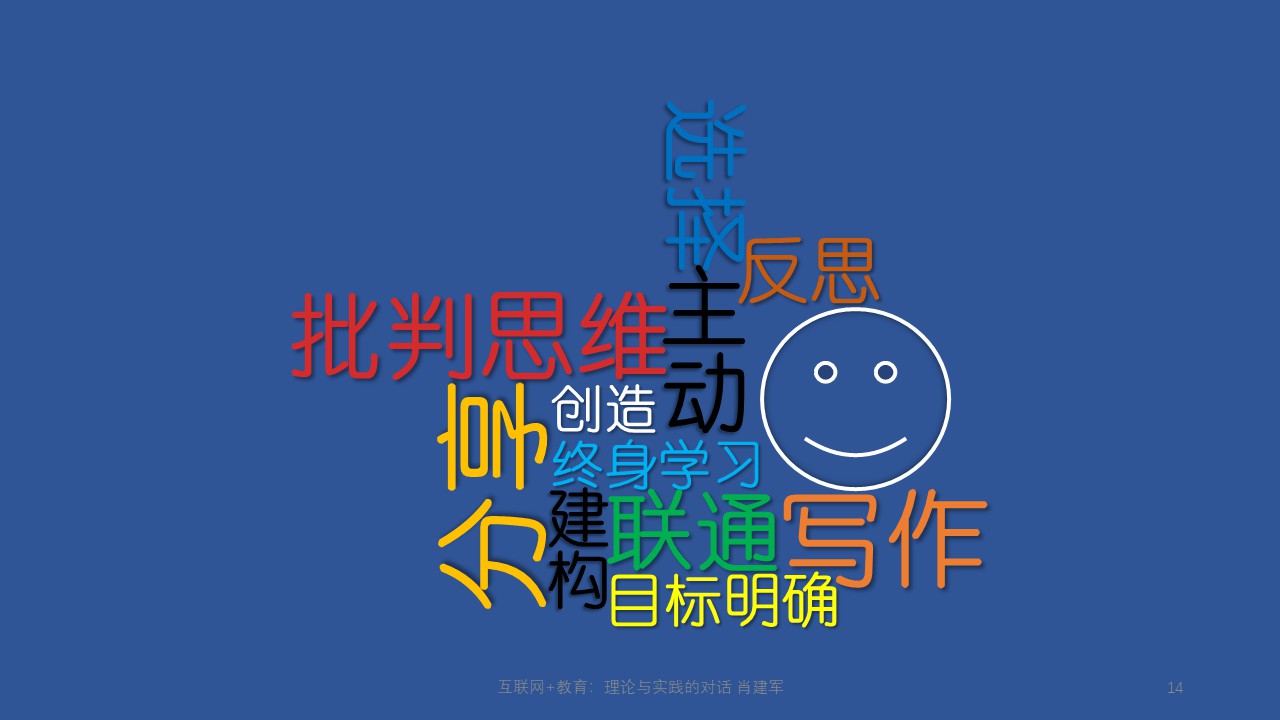 选择
反思
主动
批判思维
分享
创造
终身学习
建构
联通
写作
目标明确
互联网+教育：理论与实践的对话 肖建军
14